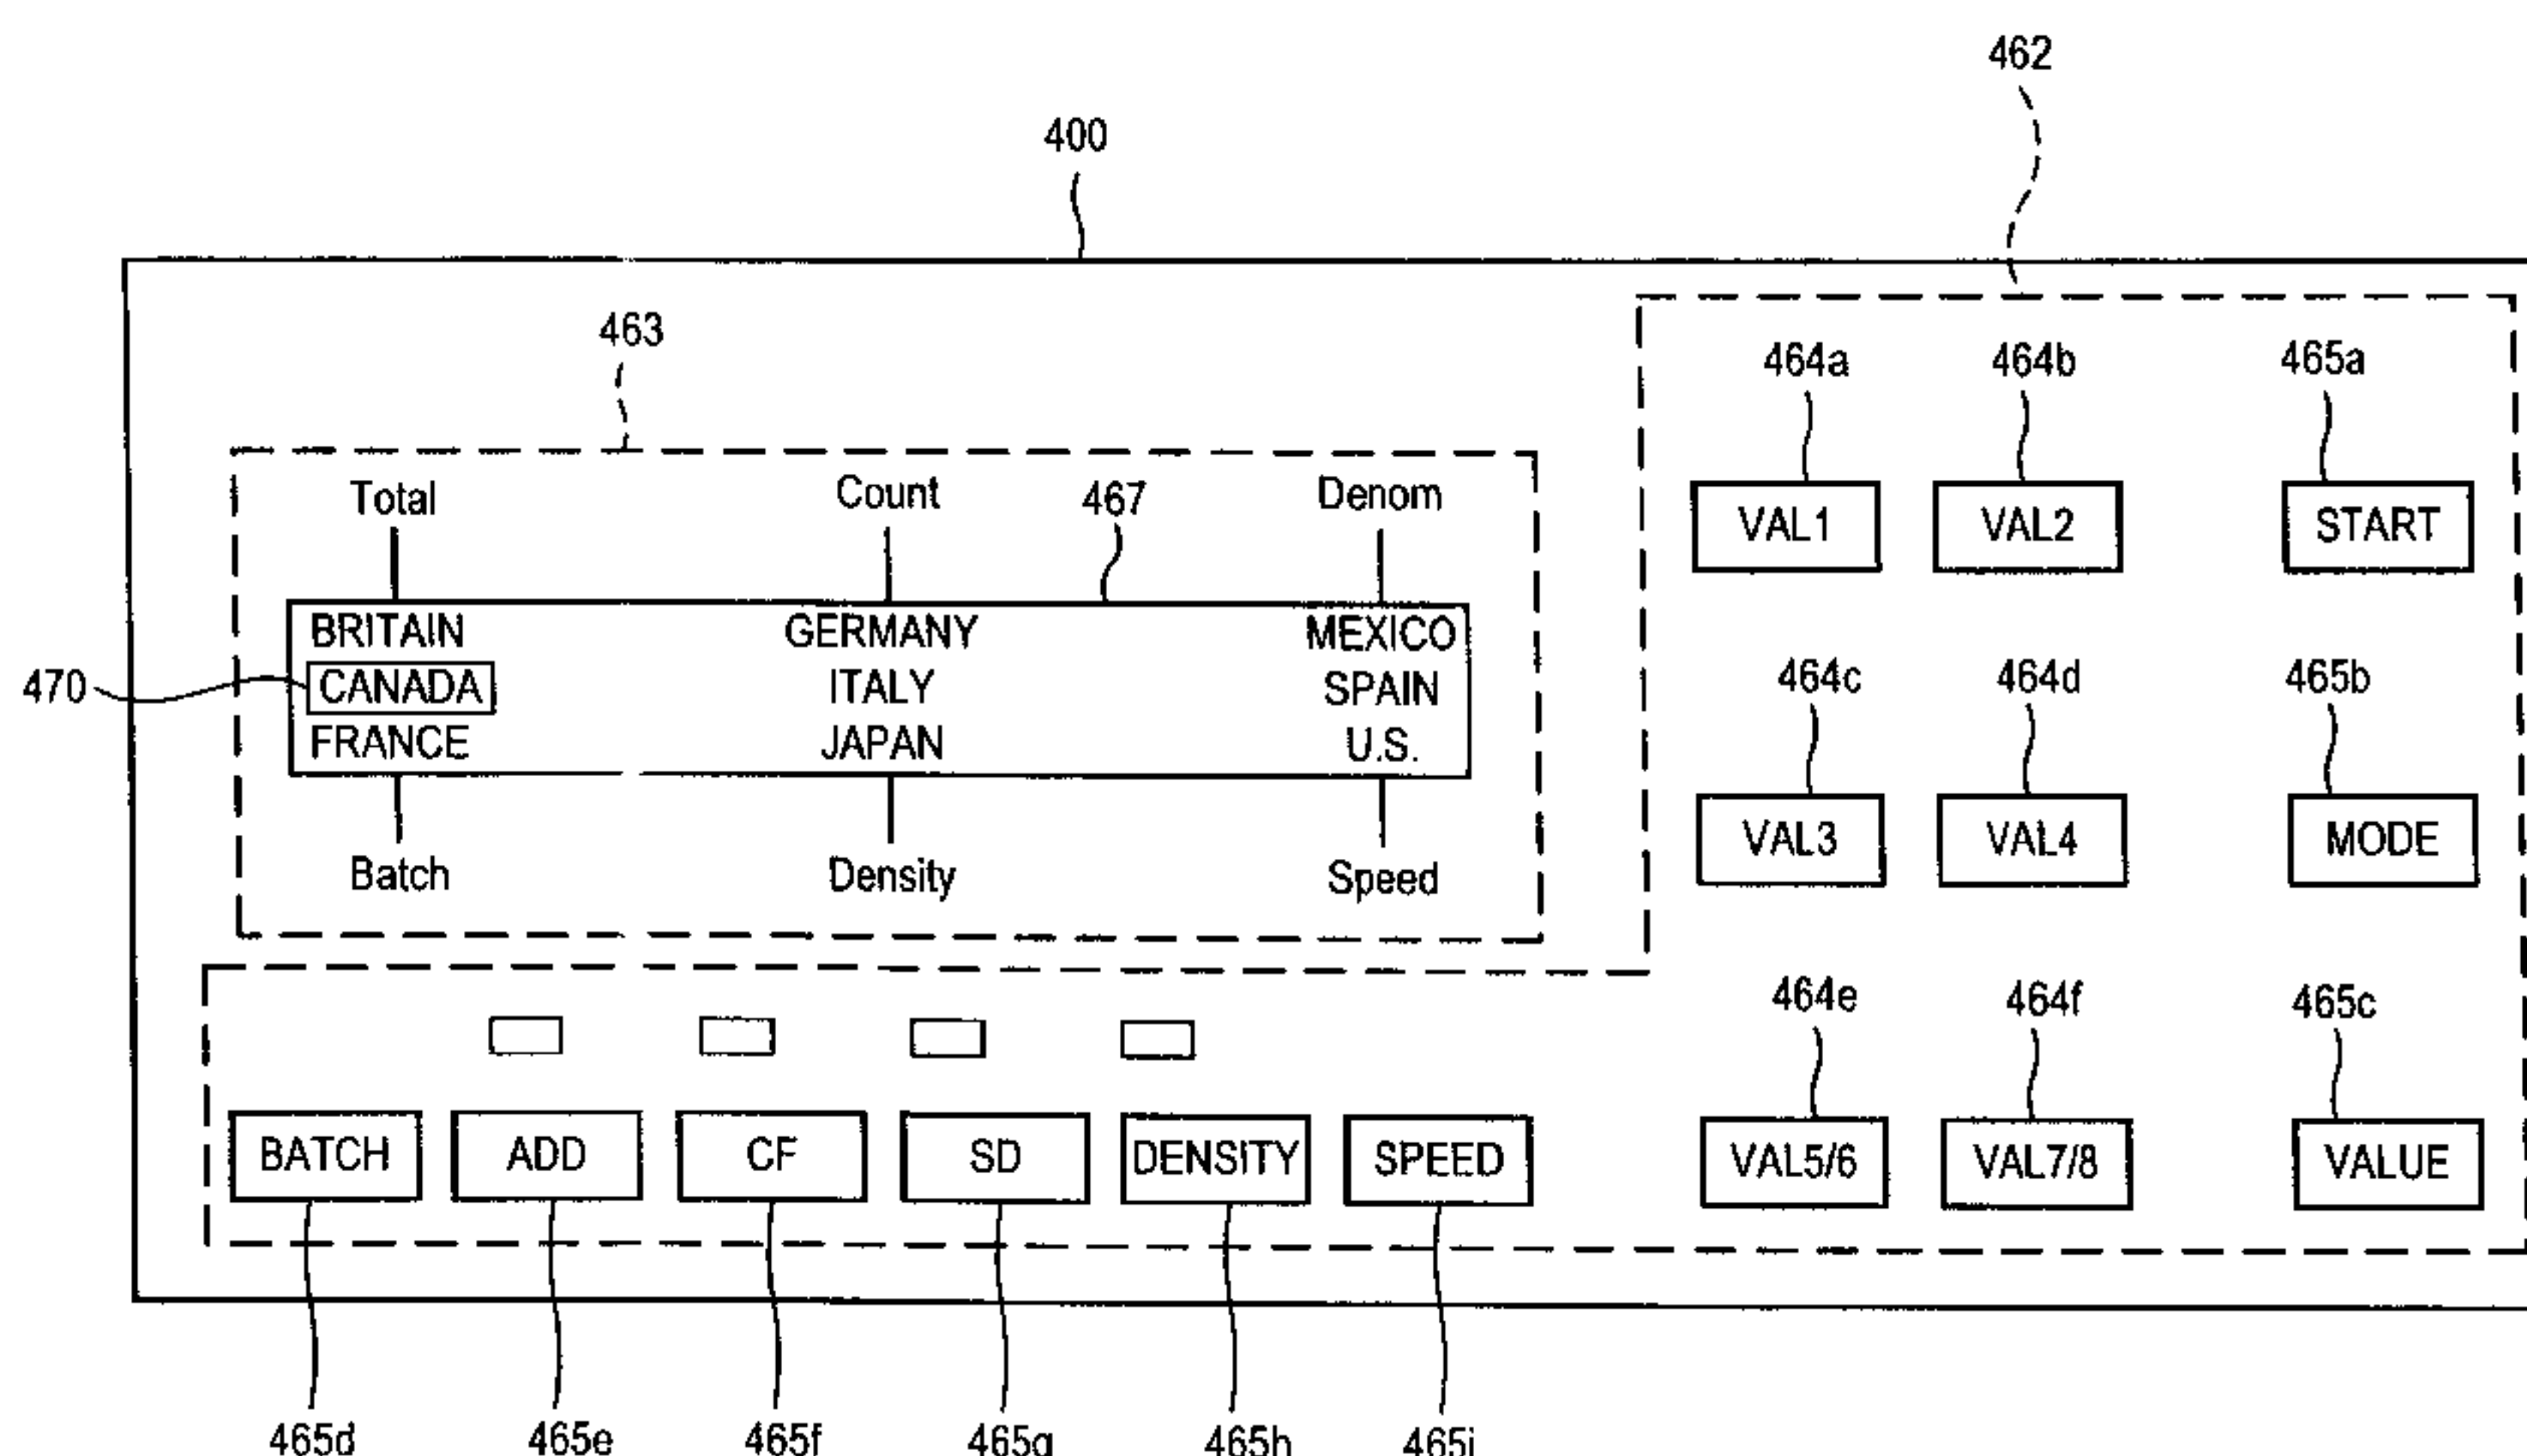 462
400
463
464a 464b 465a
Total Count 467 Denom
VAL1 VAL2 START
BRITAIN GERMANY MEXICO
470 CANADA ITALY SPAIN
FRANCE JAPAN U.S.
464c 464d 465b
VAL3 VAL4 MODE
Batch Density Speed
464e 464f 465c
BATCH ADD CF SD DENSITY SPEED VAL5/6 VAL7/8 VALUE
465d 465e 465f 465g 465h 465i